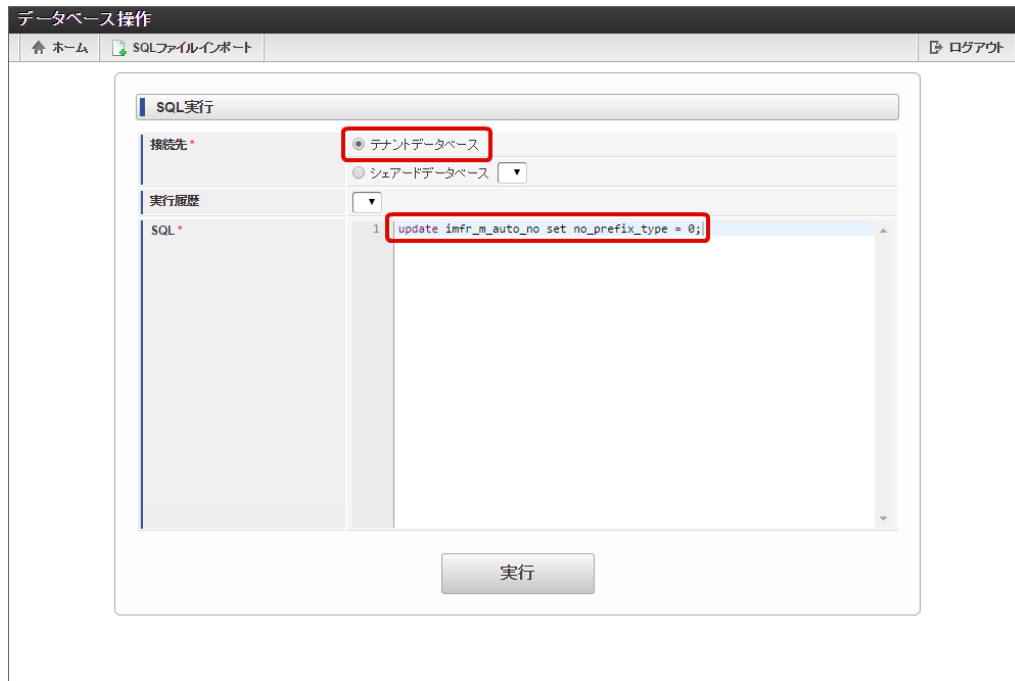 データベース操作
ホーム SQLファイルインポート ログアウト
SQL実行
接続先 * テナントデータベース
シェアードデータベース
実行履歴
SQL * 1 update imfr_m_auto_no set no_prefix_type = 0;
実行